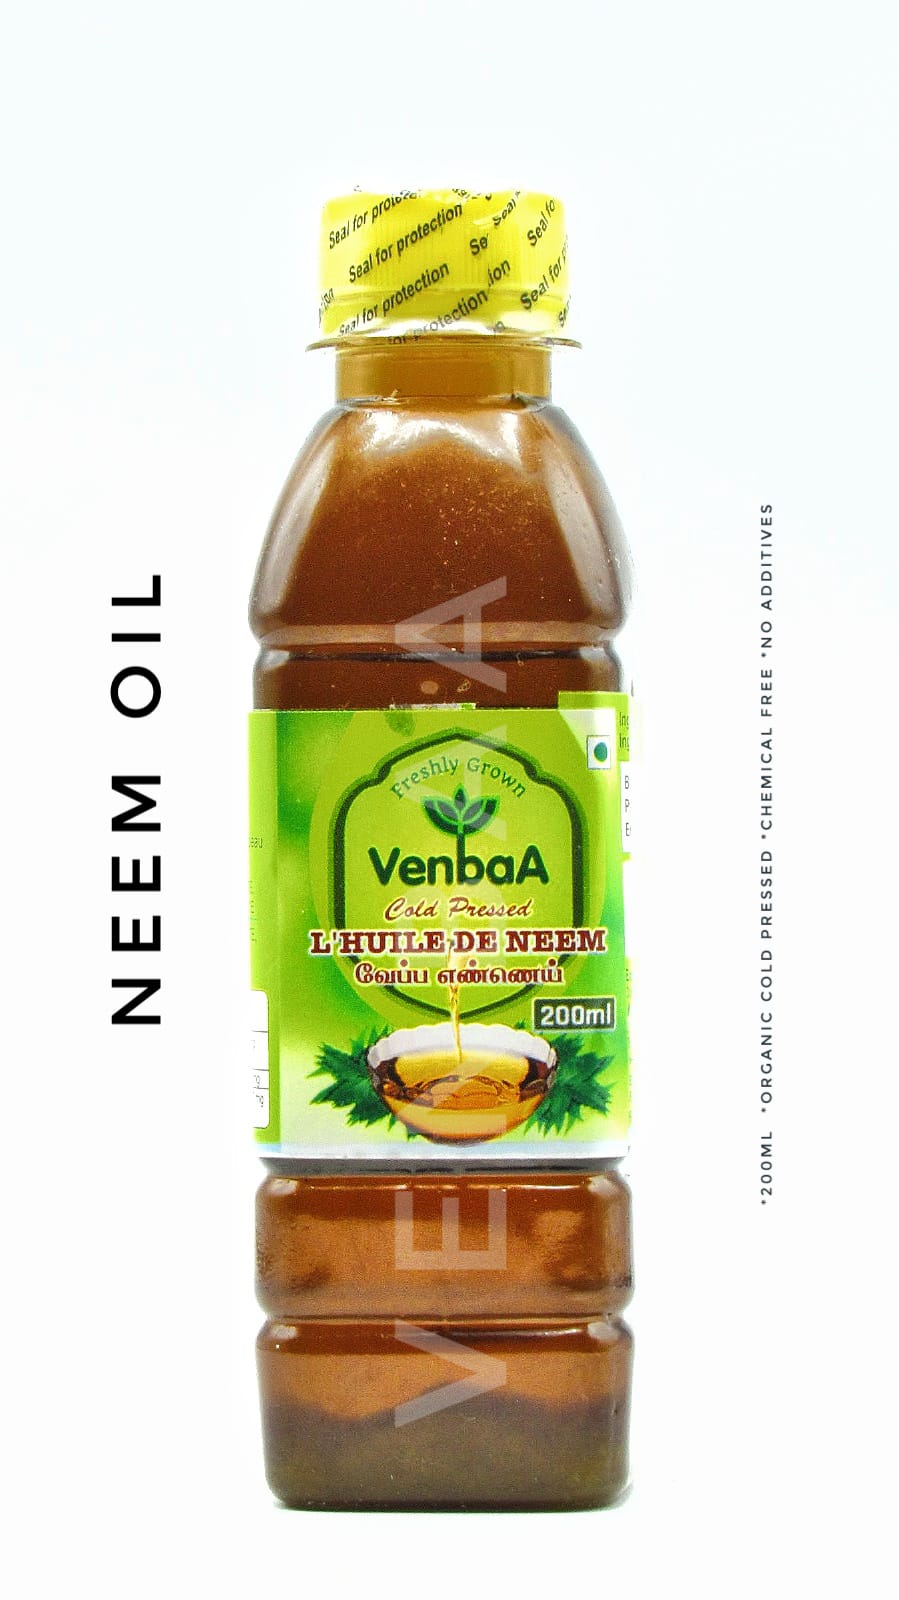 NEEM OIL
Seal for protection
Seal for protection
Seal for protection
Freshly Grown
VenbaA
Cold Pressed
L'HUILE DE NEEM
வேப்ப எண்ணெய்
200ml
*200ML *ORGANIC COLD PRESSED *CHEMICAL FREE *NO ADDITIVES